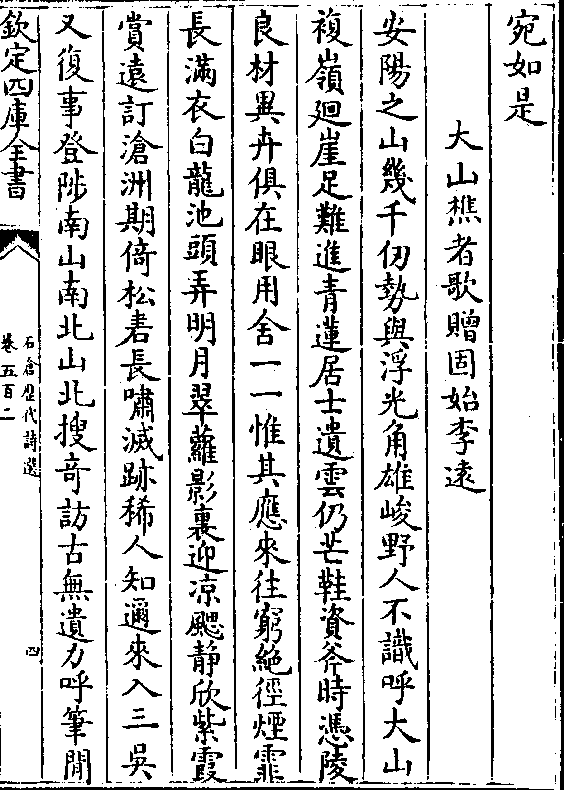 宛如是
大山樵者歌贈固始李遠
安陽之山幾千仞勢與浮光角雄峻野人不識呼大山
複嶺廻崖足難進青蓮居士遺雲仍芒鞋資斧時憑陵
良材異卉俱在眼用舍一一惟其應來往窮絶徑煙霏
長滿衣白龍池頭弄明月翠蘿影裏迎凉颸静欣紫霞
賞遠訂滄洲期倚松書長嘯滅跡稀人知邇來入三吳
又復事登陟南山南北山北搜奇訪古無遺力呼筆閒
欽定四庫全書
石倉歴代詩選
卷五百二
四